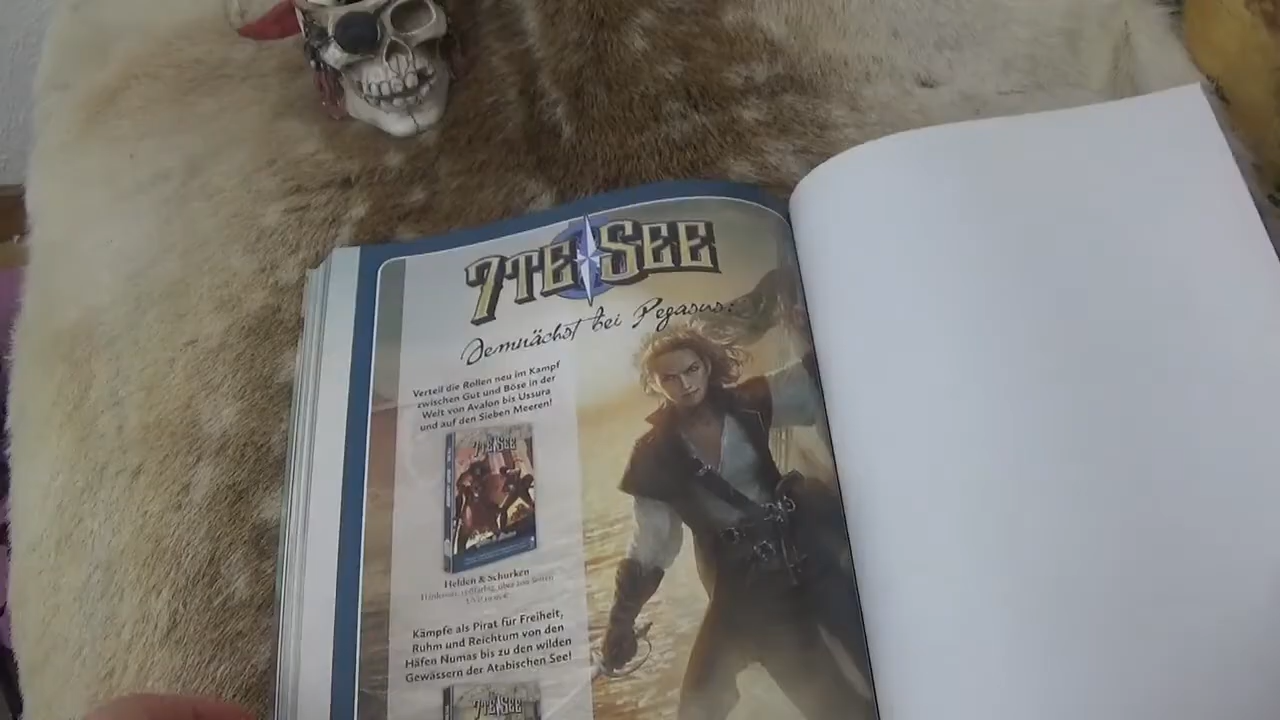 7TE SEE
Demnächst bei Pegasus:
Verteil die Rollen neu im Kampf
zwischen Gut und Böse in der
Welt von Avalon bis Ussura
und auf den Sieben Meeren!
7TE SEE
Helden & Schurken
Kämpfe als Pirat für Freiheit,
Ruhm und Reichtum von den
Häfen Numas bis zu den wilden
Gewässern der Atabischen See!
7TE SEE